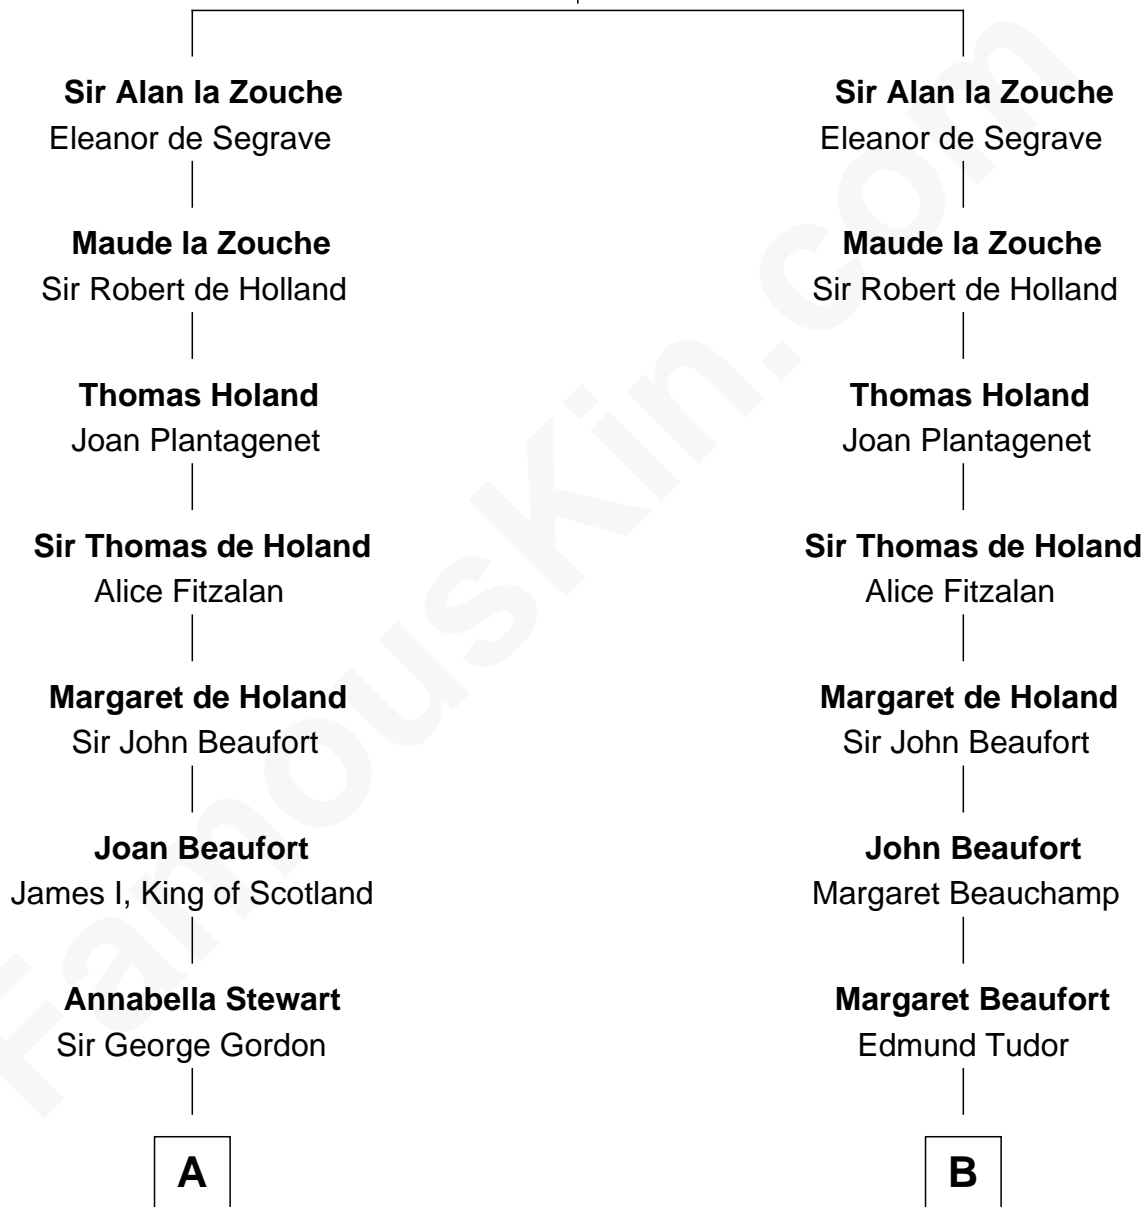 Sir Alan la Zouche
Eleanor de Segrave
Maude la Zouche
Sir Robert de Holland
Thomas Holand
Joan Plantagenet
Sir Thomas de Holand
Alice Fitzalan
Margaret de Holand
Sir John Beaufort
Joan Beaufort
James I, King of Scotland
Annabella Stewart
Sir George Gordon
A
Sir Alan la Zouche
Eleanor de Segrave
Maude la Zouche
Sir Robert de Holland
Thomas Holand
Joan Plantagenet
Sir Thomas de Holand
Alice Fitzalan
Margaret de Holand
Sir John Beaufort
John Beaufort
Margaret Beauchamp
Margaret Beaufort
Edmund Tudor
B
FamousKin.com